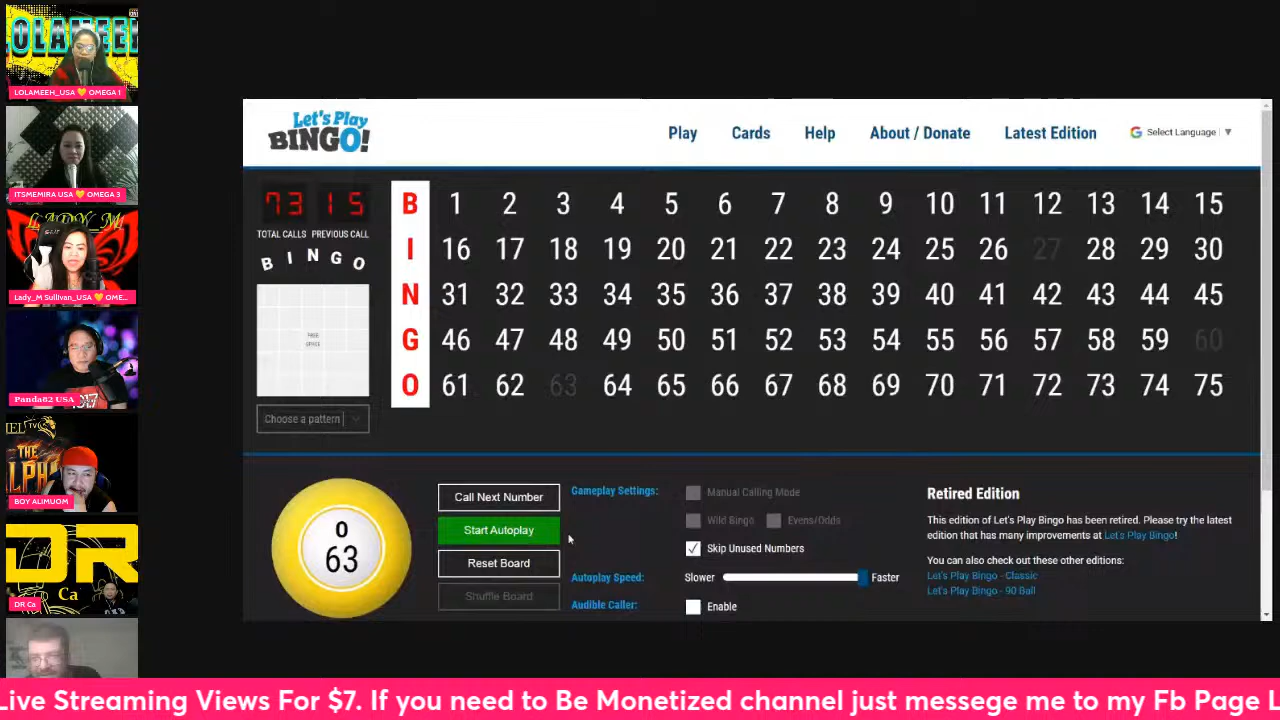 LOLAMEEH
LOLAMEEH_USA 💛 OMEGA 1
ITSMEMIRA USA 💛 OMEGA 3
LADY_M
Lady_M Sullivan_USA 💛 OME...
Panda82 USA
BOY ALIMUOM
DR
Ca
DR Ca
Let's Play
BINGO!
Play Cards Help About / Donate Latest Edition Select Language
73 15
TOTAL CALLS PREVIOUS CALL
B I N G O
FREE
SPACE
Choose a pattern
B 1 2 3 4 5 6 7 8 9 10 11 12 13 14 15
I 16 17 18 19 20 21 22 23 24 25 26 27 28 29 30
N 31 32 33 34 35 36 37 38 39 40 41 42 43 44 45
G 46 47 48 49 50 51 52 53 54 55 56 57 58 59 60
O 61 62 63 64 65 66 67 68 69 70 71 72 73 74 75
O
63
Call Next Number
Start Autoplay
Reset Board
Shuffle Board
Gameplay Settings:
Manual Calling Mode
Wild Bingo Evens/Odds
Skip Unused Numbers
Autoplay Speed: Slower Faster
Audible Caller: Enable
Retired Edition
This edition of Let's Play Bingo has been retired. Please try the latest
edition that has many improvements at Let's Play Bingo!
You can also check out these other editions:
Let's Play Bingo - Classic
Let's Play Bingo - 90 Ball
Live Streaming Views For $7. If you need to Be Monetized channel just messege me to my Fb Page L